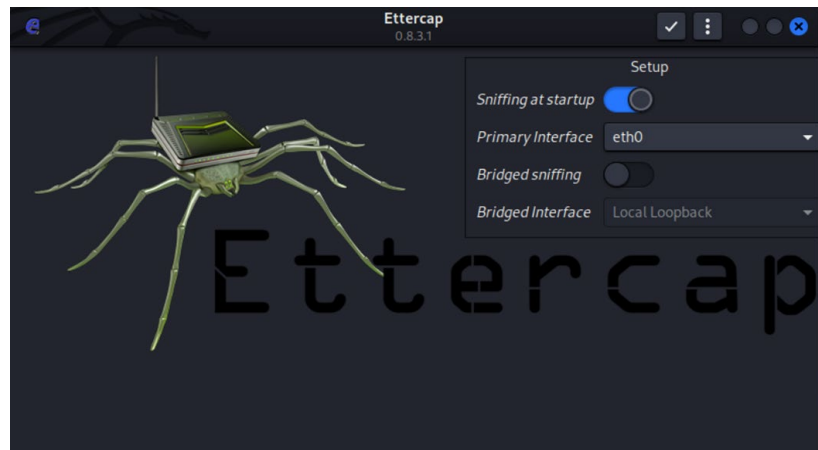 Ettercap
0.8.3.1
Setup
Sniffing at startup
Primary Interface eth0
Bridged sniffing
Bridged Interface Local Loopback
Ettercap